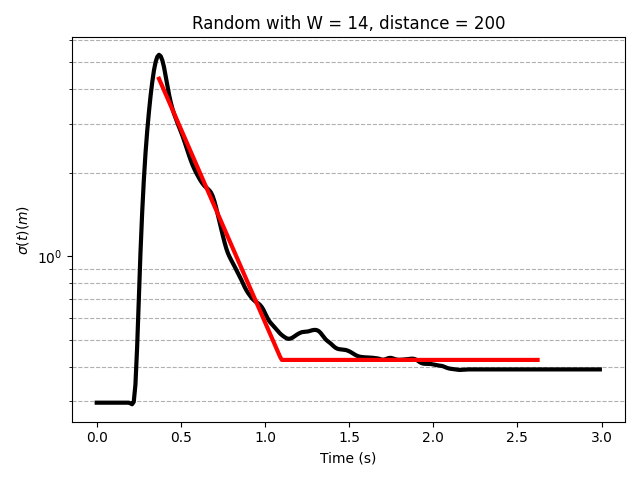 Random with W = 14, distance = 200
σ(t)(m)
10⁰
0.0 0.5 1.0 1.5 2.0 2.5 3.0
Time (s)